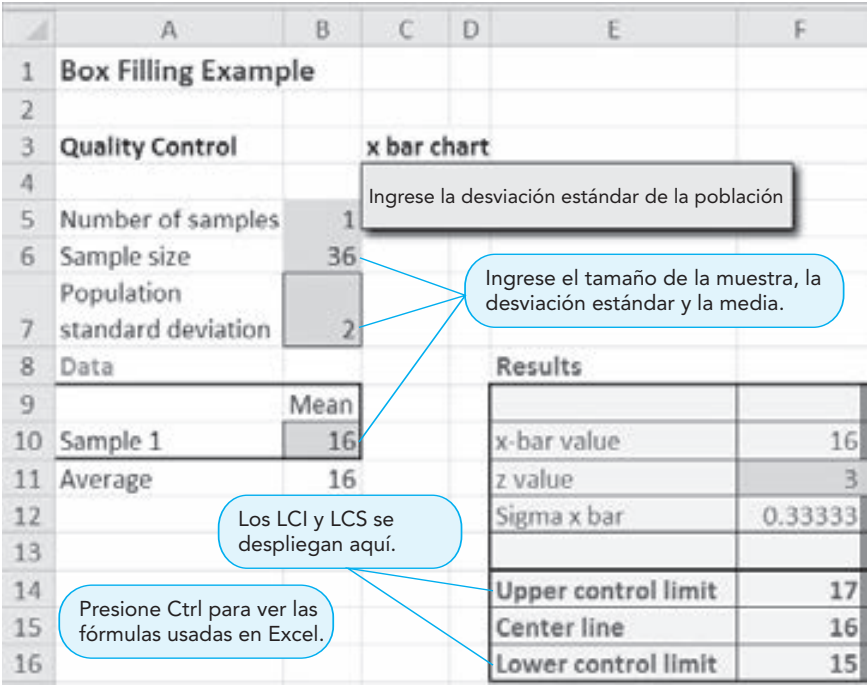 A B C D E F
1 Box Filling Example
2
3 Quality Control x bar chart
4
Ingrese la desviación estándar de la población
5 Number of samples 1
6 Sample size 36
Ingrese el tamaño de la muestra, la
desviación estándar y la media.
Population
7 standard deviation 2
8 Data Results
9 Mean
10 Sample 1 16 x-bar value 16
11 Average 16 z value 3
12 Sigma x bar 0.33333
Los LCI y LCS se
despliegan aquí.
13
14 Upper control limit 17
Presione Ctrl para ver las
fórmulas usadas en Excel.
15 Center line 16
16 Lower control limit 15